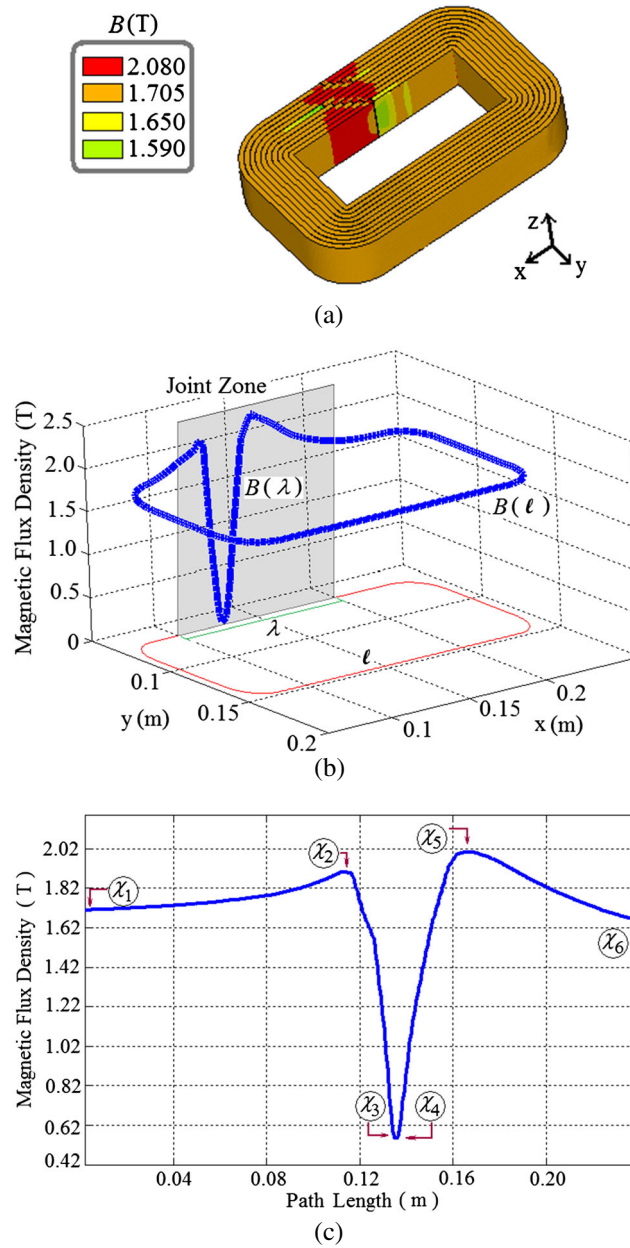 B(T)
2.080
1.705
1.650
1.590
z
x
y
(a)
Joint Zone
Magnetic Flux Density (T)
2.5
2.0
1.5
1.0
0.5
0
B(λ)
B(ℓ)
λ
ℓ
0.1
0.15
0.2
y (m)
0.1
0.15
0.2
x (m)
(b)
Magnetic Flux Density (T)
2.02
1.82
1.62
1.42
1.22
1.02
0.82
0.62
0.42
χ1
χ2
χ5
χ6
χ3
χ4
0.04
0.08
0.12
0.16
0.20
Path Length (m)
(c)